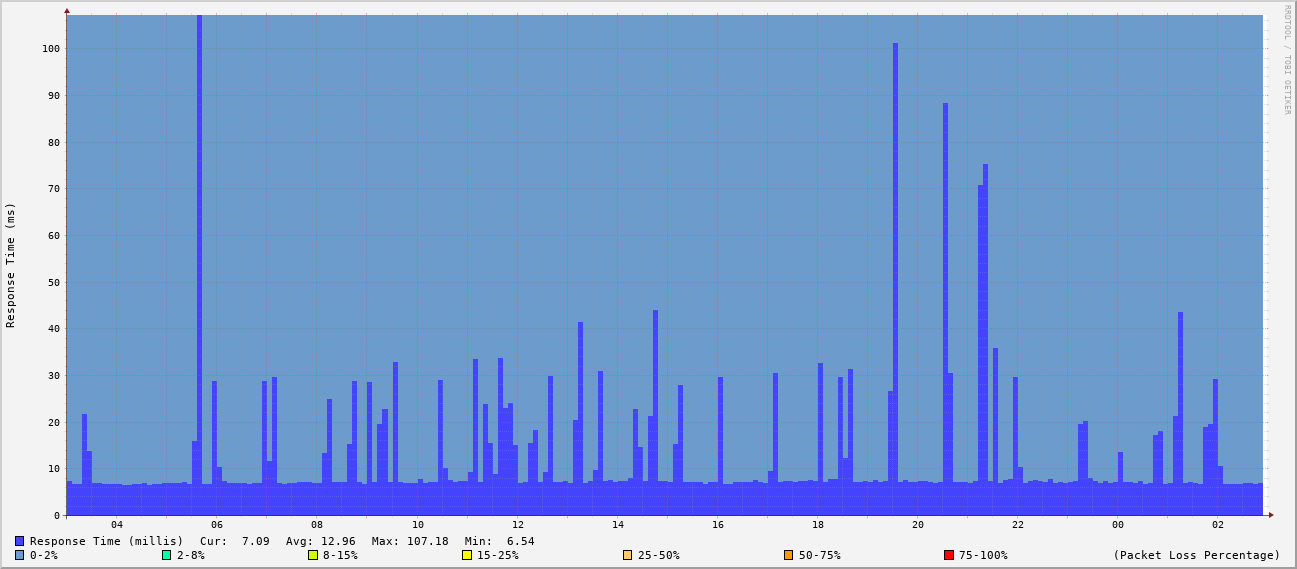 RRDTOOL / TOBI OETIKER
Response Time (ms)
100
90
80
70
60
50
40
30
20
10
0
04 06 08 10 12 14 16 18 20 22 00 02
Response Time (millis) Cur: 7.09 Avg: 12.96 Max: 107.18 Min: 6.54
0-2% 2-8% 8-15% 15-25% 25-50% 50-75% 75-100% (Packet Loss Percentage)